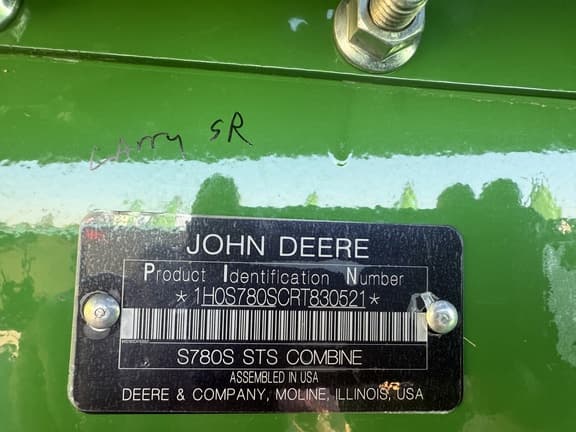 LArry SR
JOHN DEERE
Product Identification Number
*1H0S780SCRT830521*
S780S STS COMBINE
ASSEMBLED IN USA
DEERE & COMPANY, MOLINE, ILLINOIS, USA